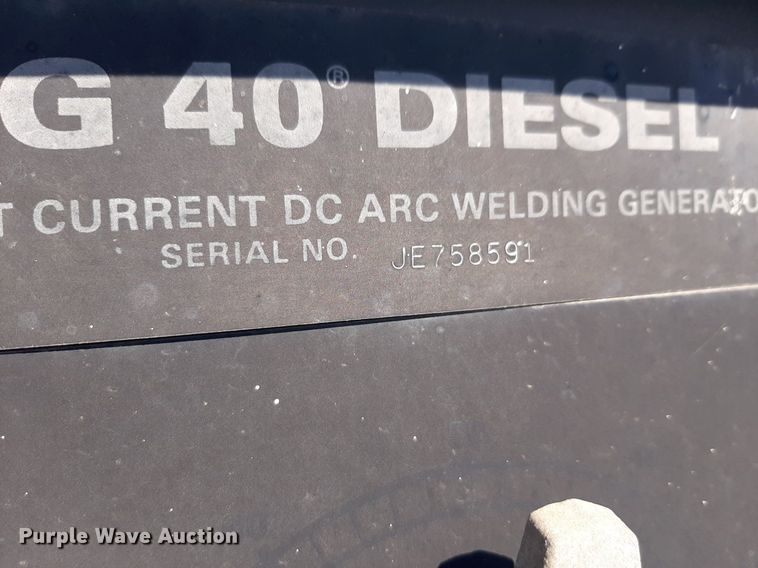 G 40® DIESEL
T CURRENT DC ARC WELDING GENERATO
SERIAL NO. JE758591
Purple Wave Auction